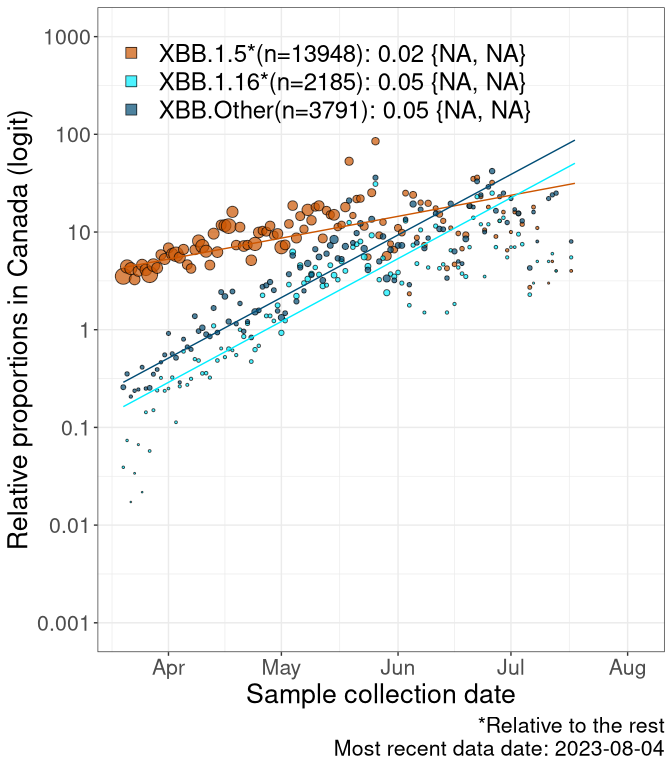 1000
100
10
1
0.1
0.01
0.001
Relative proportions in Canada (logit)
XBB.1.5*(n=13948): 0.02 {NA, NA}
XBB.1.16*(n=2185): 0.05 {NA, NA}
XBB.Other(n=3791): 0.05 {NA, NA}
Apr May Jun Jul Aug
Sample collection date
*Relative to the rest
Most recent data date: 2023-08-04